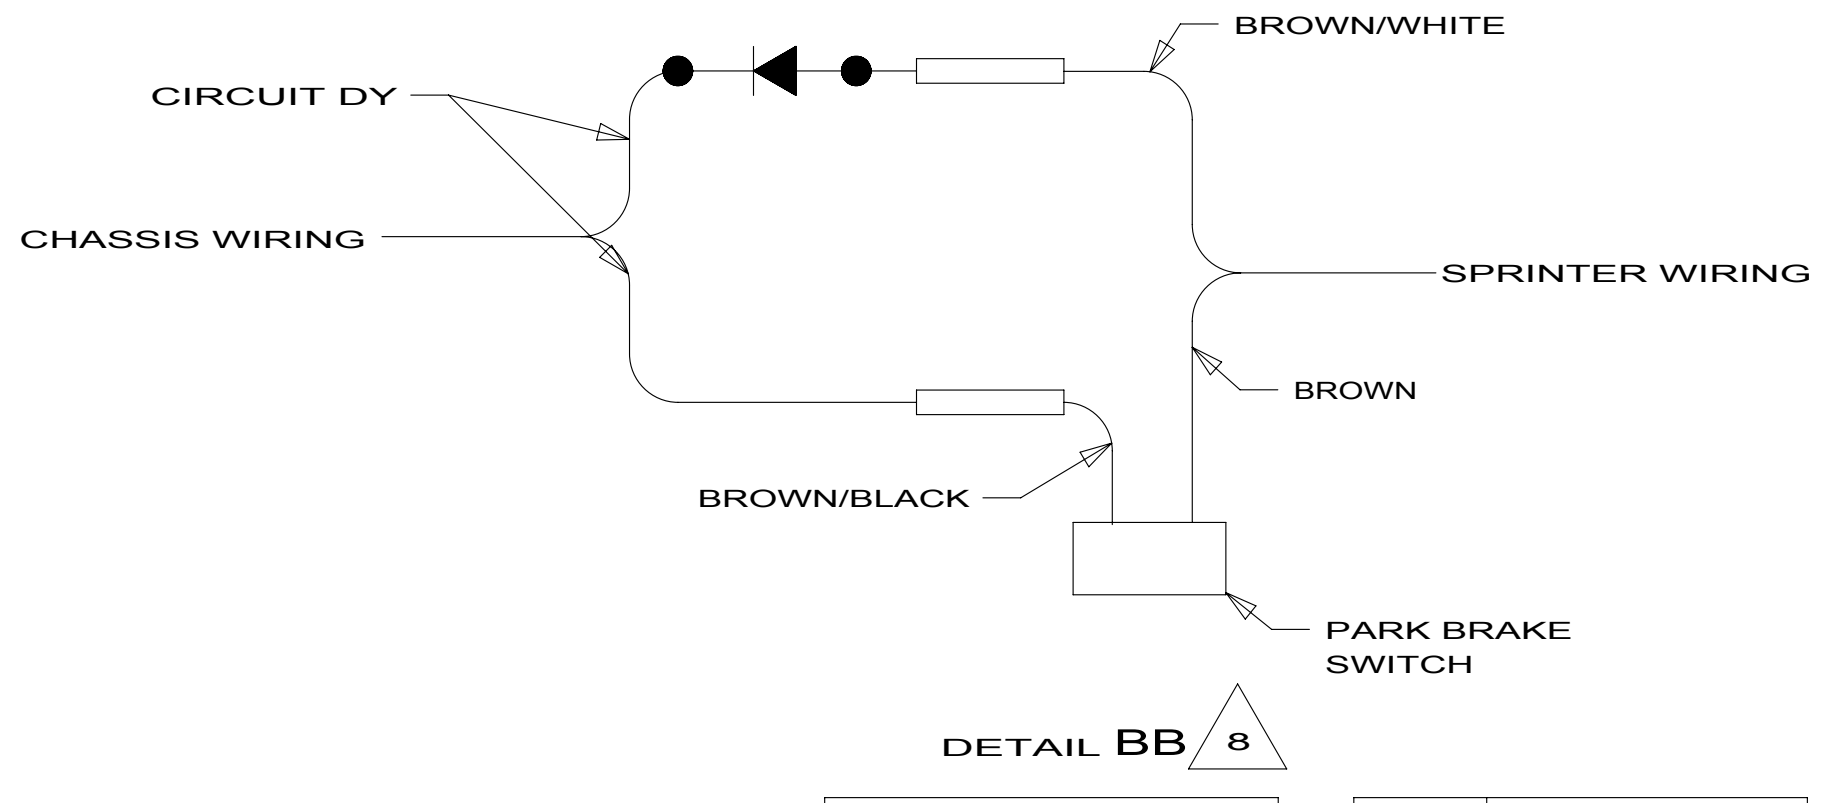 BROWN/WHITE
CIRCUIT DY
CHASSIS WIRING
SPRINTER WIRING
BROWN
BROWN/BLACK
PARK BRAKE
SWITCH
DETAIL BB 8